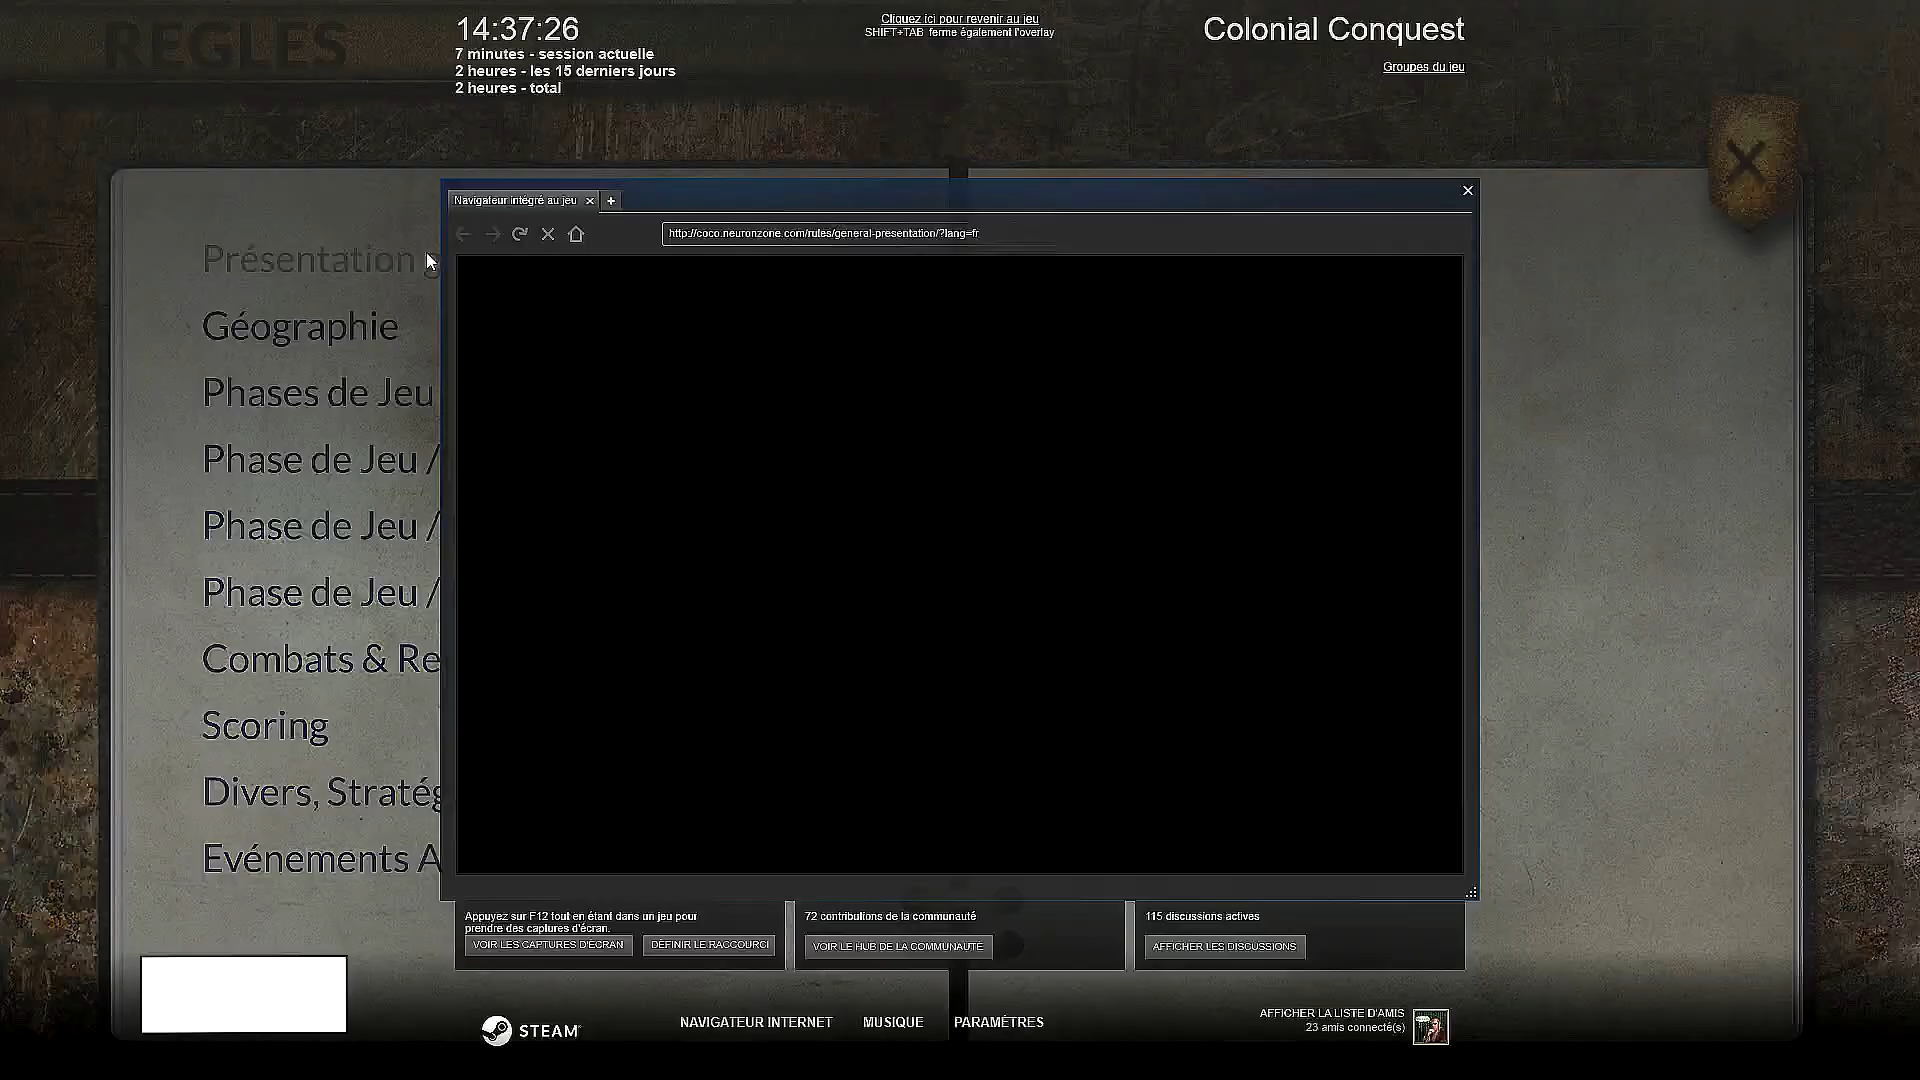 REGLES
14:37:26
7 minutes - session actuelle
2 heures - les 15 derniers jours
2 heures - total
Cliquez ici pour revenir au jeu
SHIFT+TAB ferme également l'overlay
Colonial Conquest
Groupes du jeu
Navigateur intégré au jeu
http://coco.neuronzone.com/rules/general-presentation/?lang=fr
Présentation g
Géographie
Phases de Jeu
Phase de Jeu /
Phase de Jeu /
Phase de Jeu /
Combats & Re
Scoring
Divers, Stratég
Evénements A
Appuyez sur F12 tout en étant dans un jeu pour
prendre des captures d'écran.
VOIR LES CAPTURES D'ÉCRAN
DÉFINIR LE RACCOURCI
72 contributions de la communauté
VOIR LE HUB DE LA COMMUNAUTÉ
115 discussions actives
AFFICHER LES DISCUSSIONS
STEAM
NAVIGATEUR INTERNET
MUSIQUE
PARAMÈTRES
AFFICHER LA LISTE D'AMIS
23 amis connecté(s)